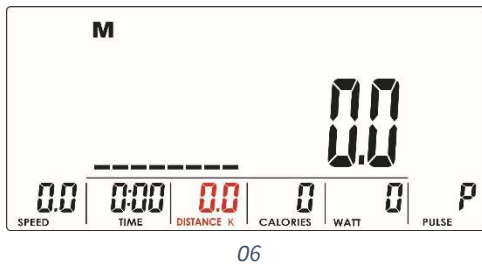 M
0.0
0.0 0:00 0.0 0 0 P
SPEED TIME DISTANCE K CALORIES WATT PULSE
06